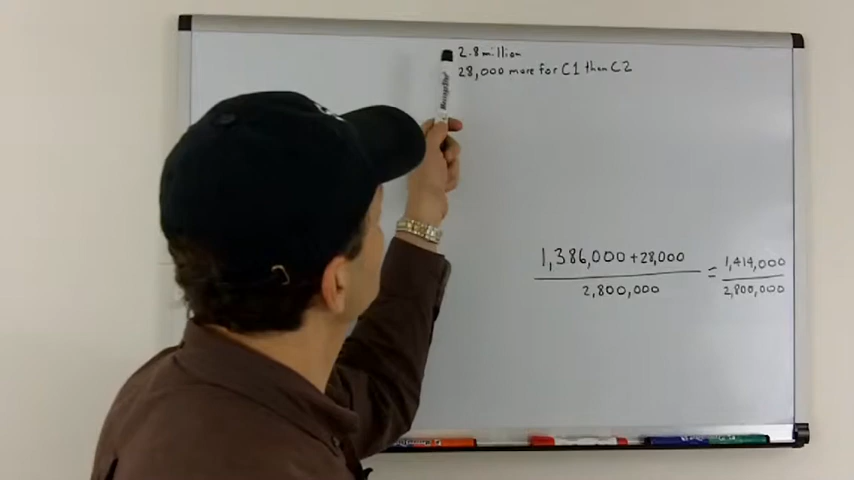 2.8 million
28,000 more for C1 then C2
1,386,000 + 28,000 = 1,414,000
2,800,000 2,800,000